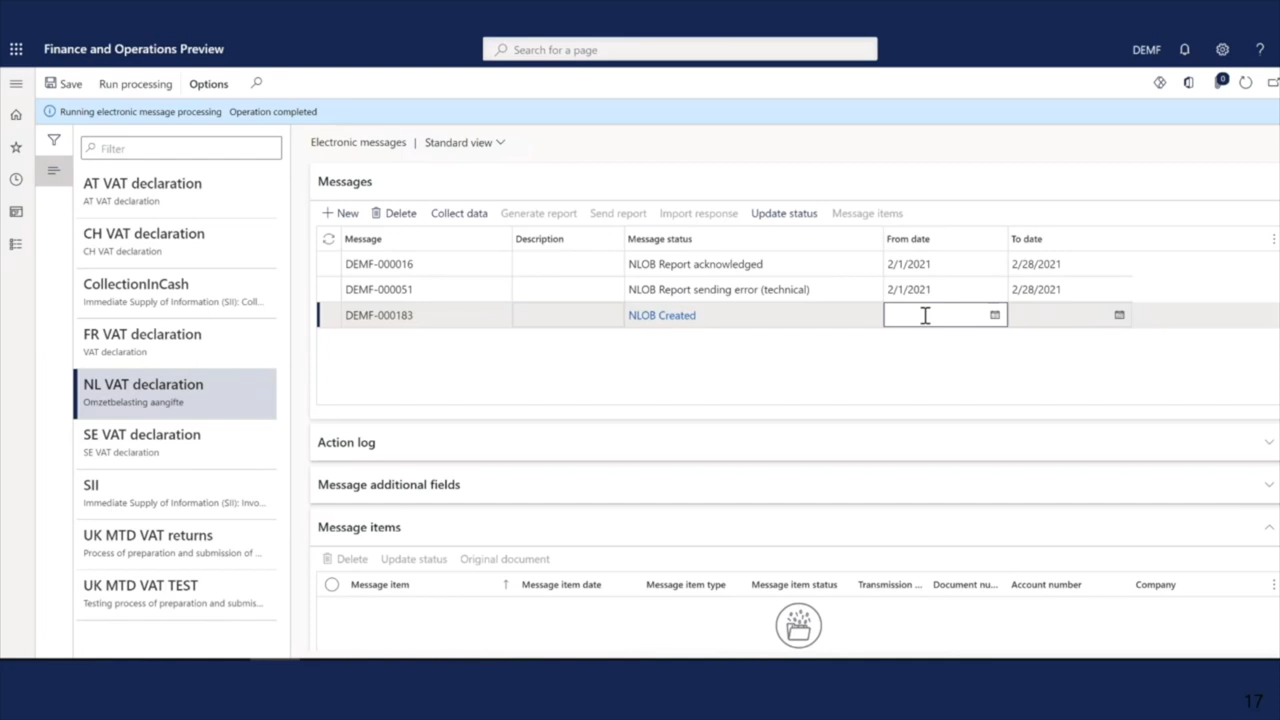 Finance and Operations Preview
Search for a page
DEMF
?
Save Run processing Options
0
Running electronic message processing Operation completed
Filter
AT VAT declaration
AT VAT declaration
CH VAT declaration
CH VAT declaration
CollectionInCash
Immediate Supply of Information (SII): Coll...
FR VAT declaration
VAT declaration
NL VAT declaration
Omzetbelasting aangifte
SE VAT declaration
SE VAT declaration
SII
Immediate Supply of Information (SII): Invo...
UK MTD VAT returns
Process of preparation and submission of ...
UK MTD VAT TEST
Testing process of preparation and submis...
Electronic messages | Standard view
Messages
New Delete Collect data Generate report Send report Import response Update status Message items
Message Description Message status From date To date
DEMF-000016 NLOB Report acknowledged 2/1/2021 2/28/2021
DEMF-000051 NLOB Report sending error (technical) 2/1/2021 2/28/2021
DEMF-000183 NLOB Created
Action log
Message additional fields
Message items
Delete Update status Original document
Message item Message item date Message item type Message item status Transmission ... Document nu... Account number Company
17